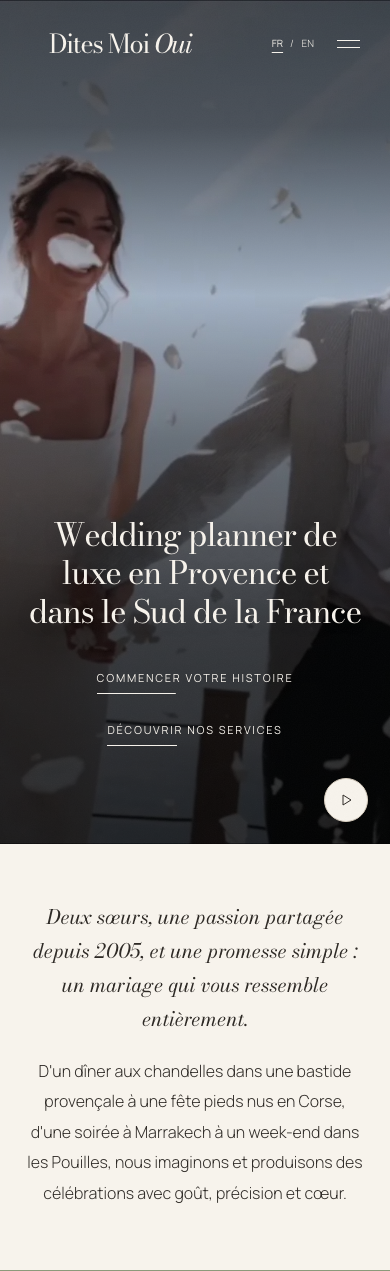 Dites Moi Oui
FR / EN
Wedding planner de
luxe en Provence et
dans le Sud de la France
COMMENCER VOTRE HISTOIRE
DÉCOUVRIR NOS SERVICES
Deux sœurs, une passion partagée
depuis 2005, et une promesse simple :
un mariage qui vous ressemble
entièrement.
D'un dîner aux chandelles dans une bastide
provençale à une fête pieds nus en Corse,
d'une soirée à Marrakech à un week-end dans
les Pouilles, nous imaginons et produisons des
célébrations avec goût, précision et cœur.